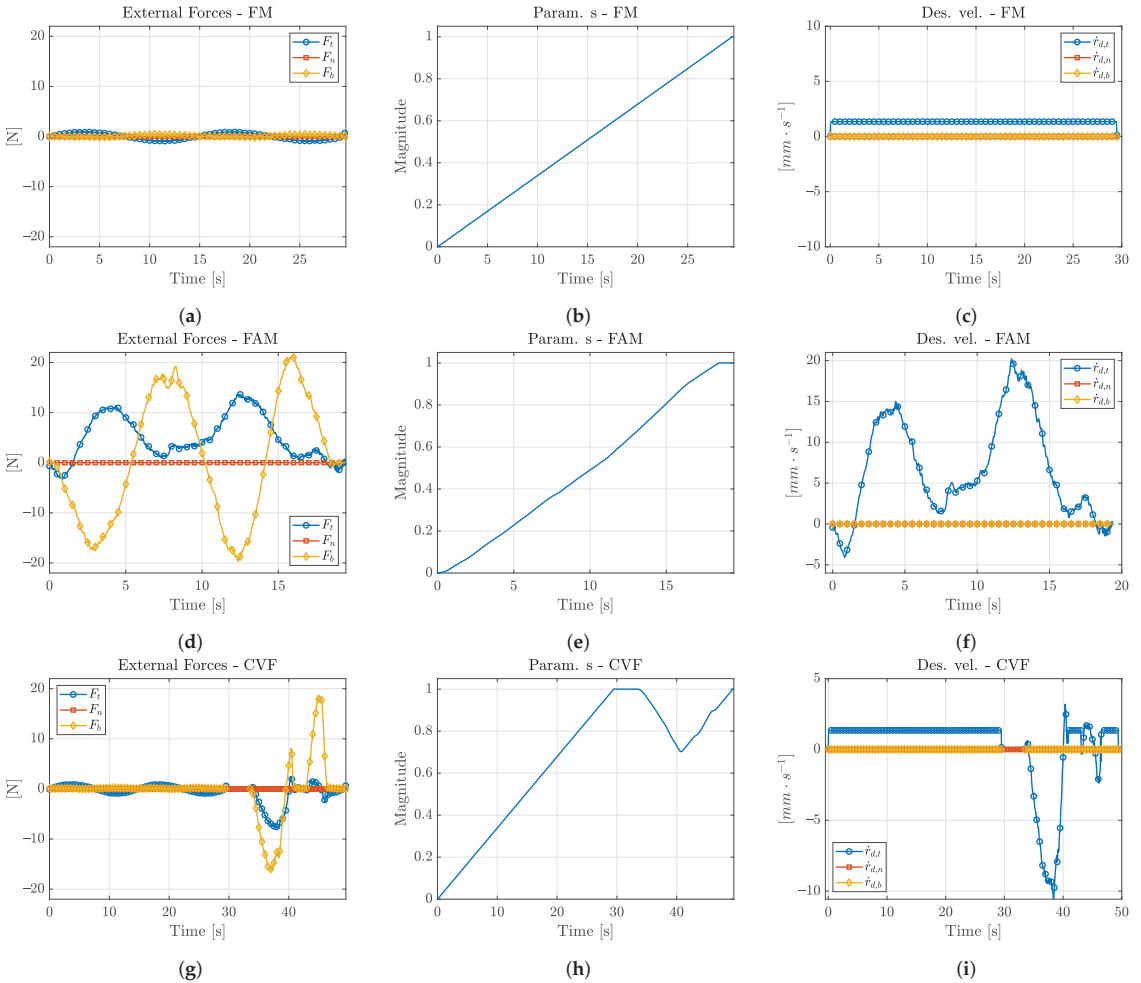 External Forces - FM
20
10
0
−10
−20
[N]
F_t
F_n
F_b
0 5 10 15 20 25
Time [s]
(a)
Param. s - FM
1
0.8
0.6
0.4
0.2
0
Magnitude
0 5 10 15 20 25
Time [s]
(b)
Des. vel. - FM
10
5
0
−5
−10
[mm · s⁻¹]
ṙ_{d,t}
ṙ_{d,n}
ṙ_{d,b}
0 5 10 15 20 25 30
Time [s]
(c)
External Forces - FAM
20
10
0
−10
−20
[N]
F_t
F_n
F_b
0 5 10 15
Time [s]
(d)
Param. s - FAM
1
0.8
0.6
0.4
0.2
0
Magnitude
0 5 10 15
Time [s]
(e)
Des. vel. - FAM
20
15
10
5
0
−5
[mm · s⁻¹]
ṙ_{d,t}
ṙ_{d,n}
ṙ_{d,b}
0 5 10 15 20
Time [s]
(f)
External Forces - CVF
20
10
0
−10
−20
[N]
F_t
F_n
F_b
0 10 20 30 40
Time [s]
(g)
Param. s - CVF
1
0.8
0.6
0.4
0.2
0
Magnitude
0 10 20 30 40
Time [s]
(h)
Des. vel. - CVF
5
0
−5
−10
[mm · s⁻¹]
ṙ_{d,t}
ṙ_{d,n}
ṙ_{d,b}
0 10 20 30 40 50
Time [s]
(i)